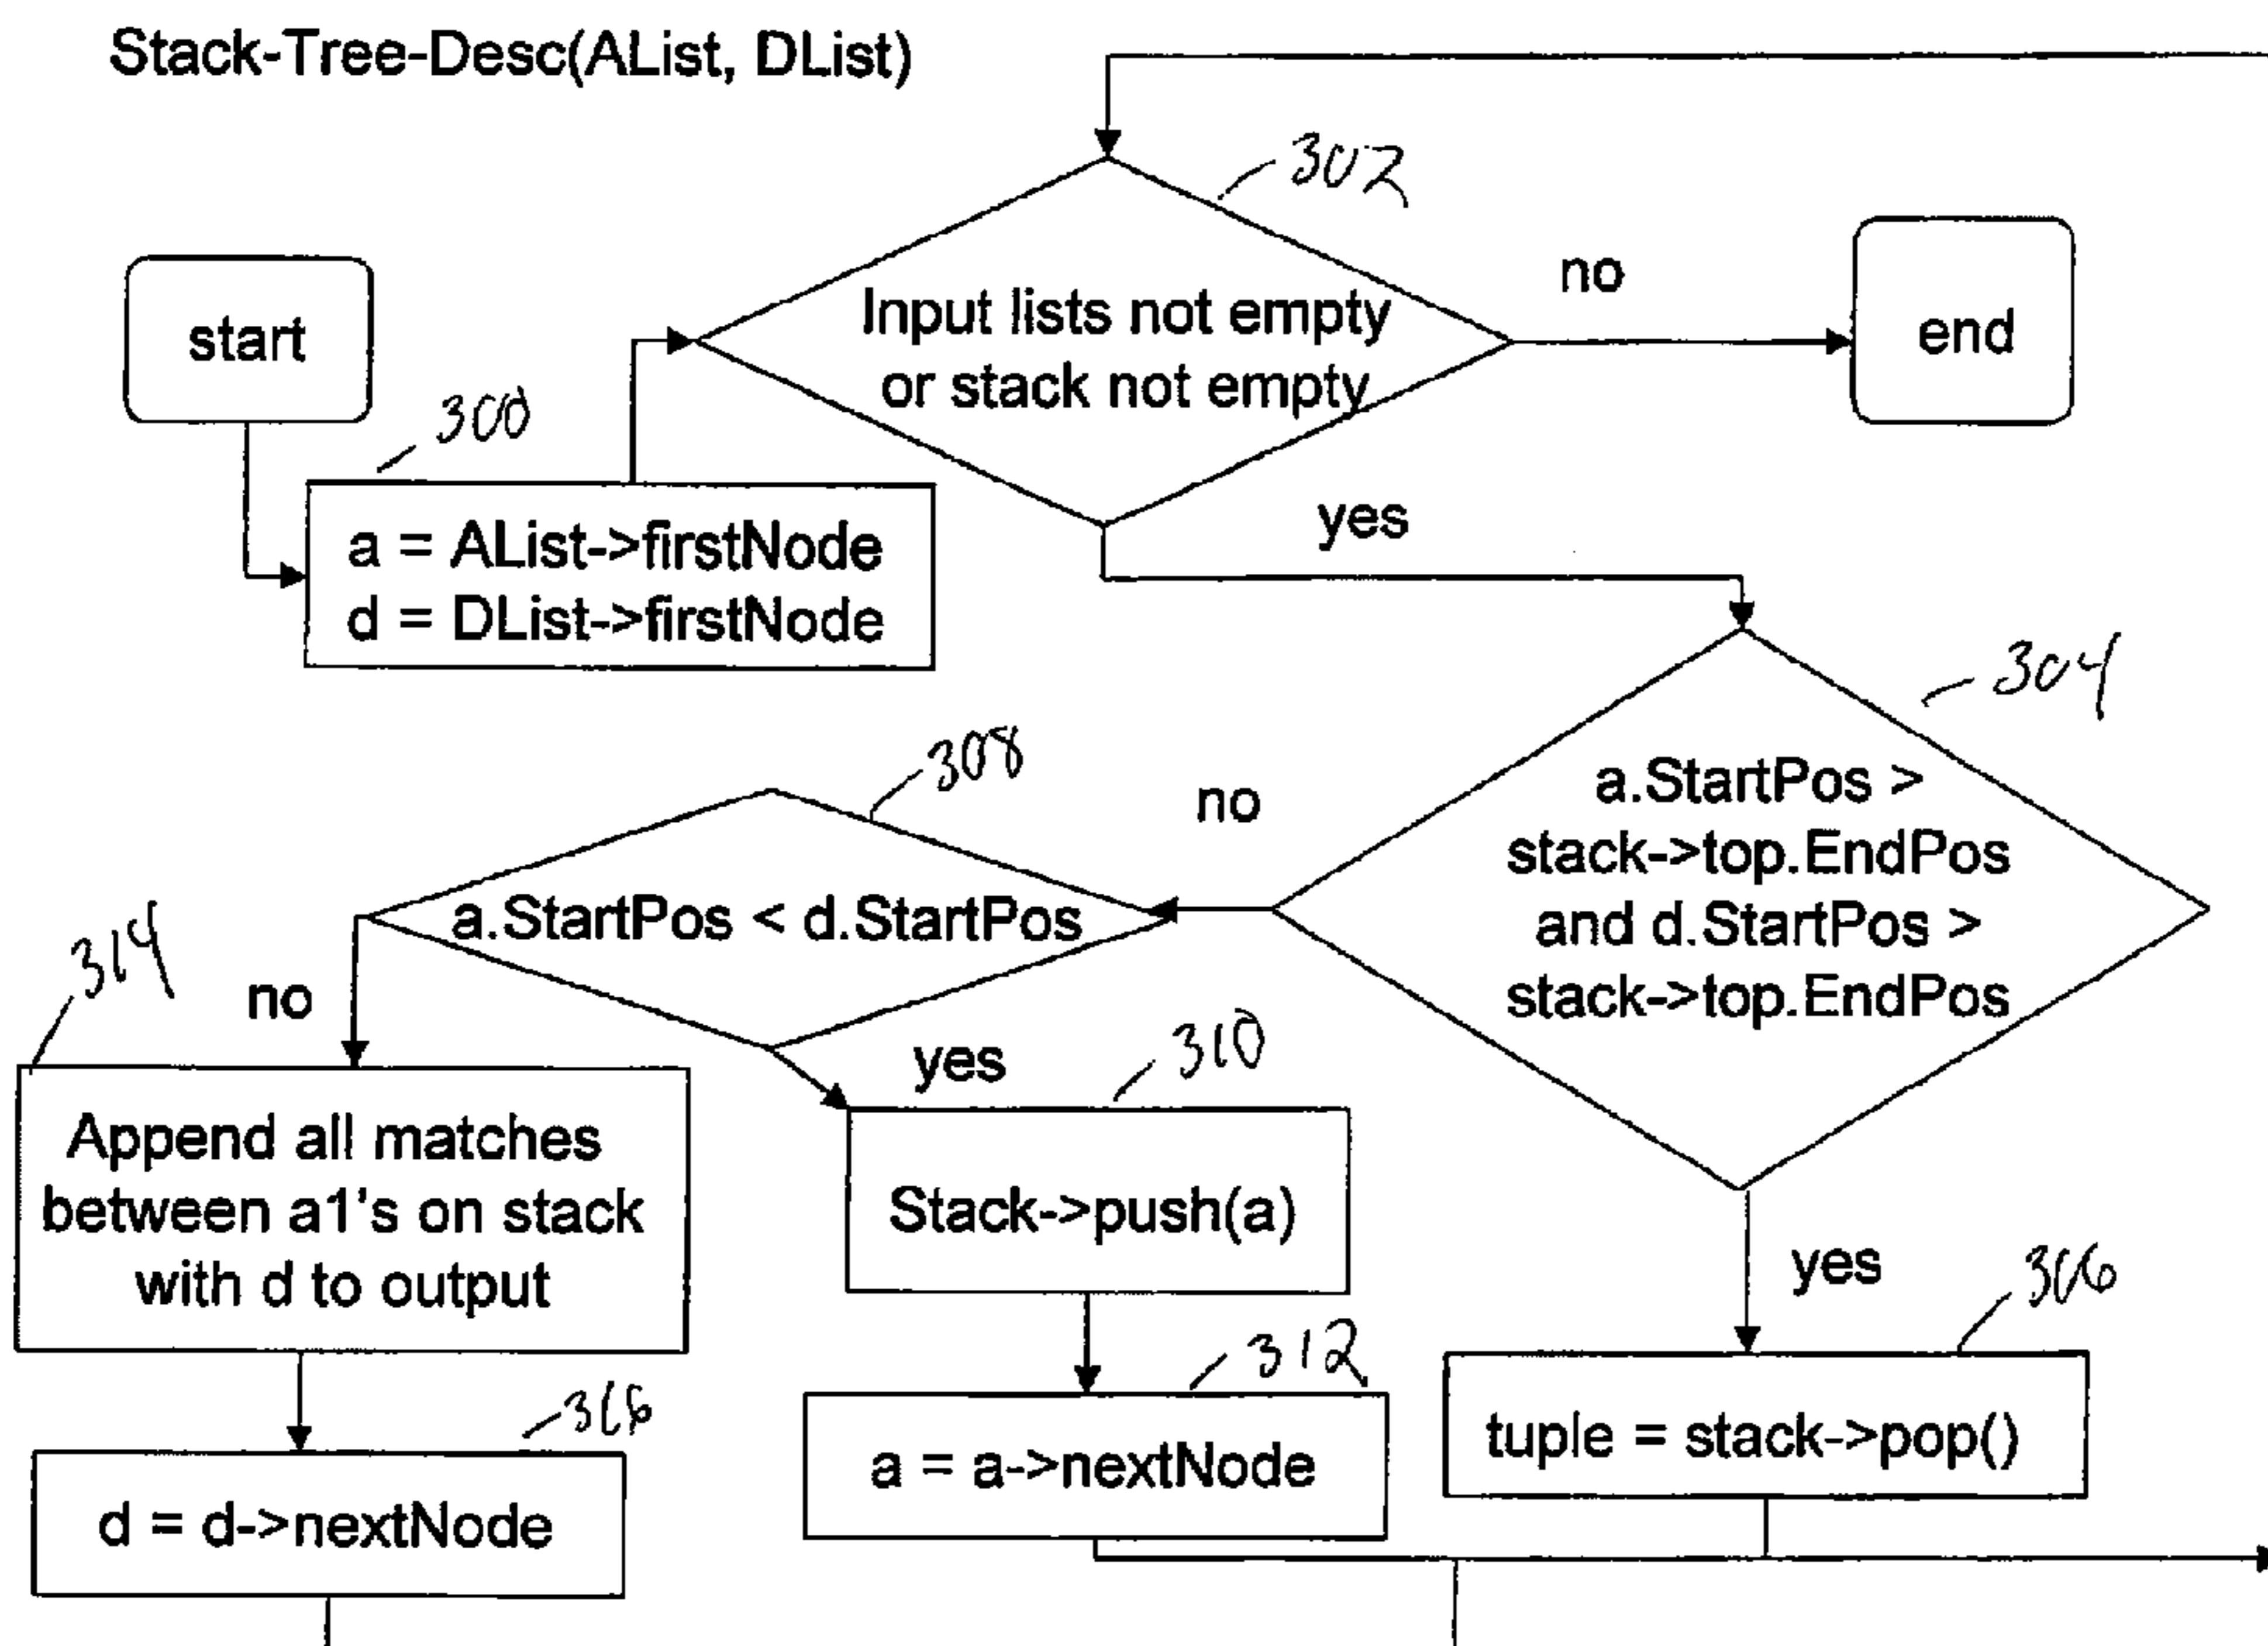 Stack-Tree-Desc(AList, DList)
302
Input lists not empty
or stack not empty
no
end
start
300
a = AList->firstNode
d = DList->firstNode
yes
304
a.StartPos >
stack->top.EndPos
and d.StartPos >
stack->top.EndPos
no
308
a.StartPos < d.StartPos
314
no
yes
310
Append all matches
between a1's on stack
with d to output
Stack->push(a)
yes
306
312
tuple = stack->pop()
a = a->nextNode
d = d->nextNode